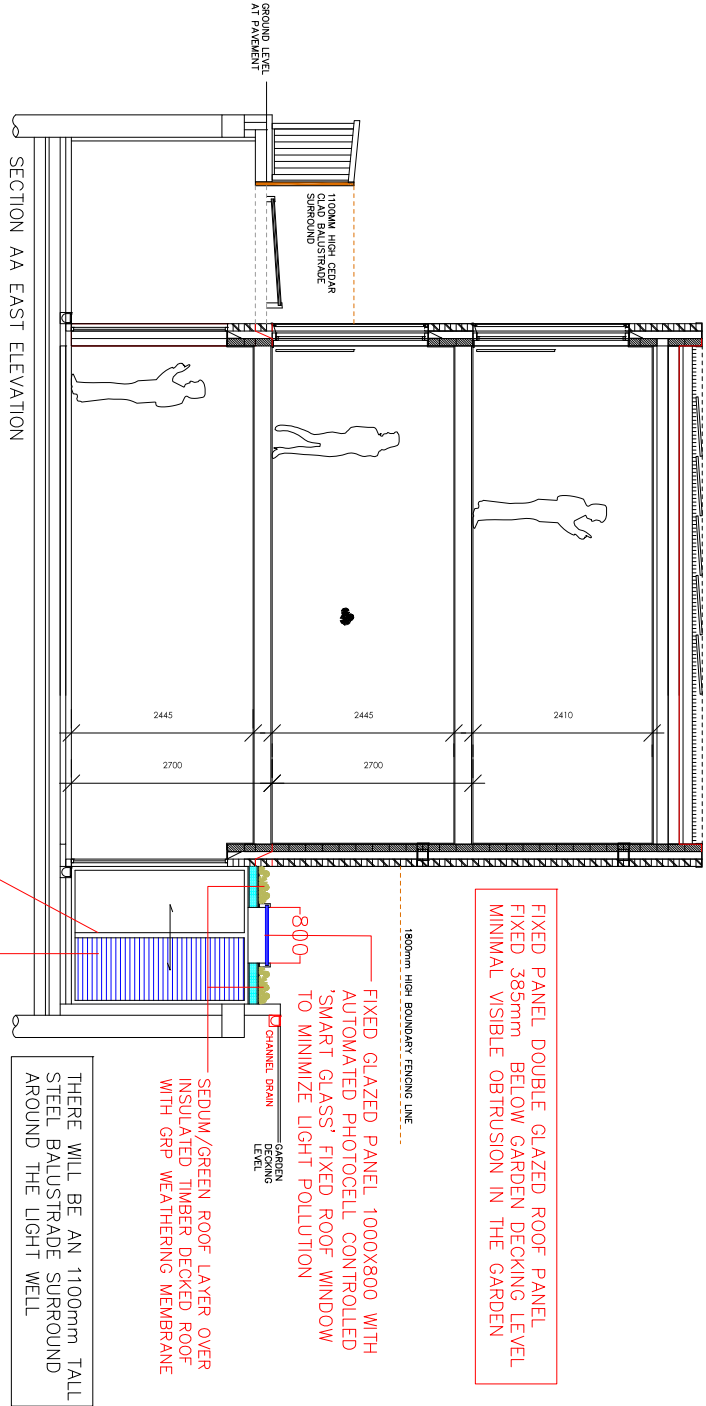 GROUND LEVEL
AT PAVEMENT
1100MM HIGH CEDAR
CLAD BALUSTRADE
SURROUND
2410
2445
2700
2445
2700
FIXED PANEL DOUBLE GLAZED ROOF PANEL
FIXED 385mm BELOW GARDEN DECKING LEVEL
MINIMAL VISIBLE OBTRUSION IN THE GARDEN
1800mm HIGH BOUNDARY FENCING LINE
FIXED GLAZED PANEL 1000X800 WITH
AUTOMATED PHOTOCELL CONTROLLED
'SMART GLASS' FIXED ROOF WINDOW
TO MINIMIZE LIGHT POLLUTION
800
CHANNEL DRAIN
GARDEN
DECKING
LEVEL
SEDUM/GREEN ROOF LAYER OVER
INSULATED TIMBER DECKED ROOF
WITH GRP WEATHERING MEMBRANE
THERE WILL BE AN 1100mm TALL
STEEL BALUSTRADE SURROUND
AROUND THE LIGHT WELL
SECTION AA EAST ELEVATION